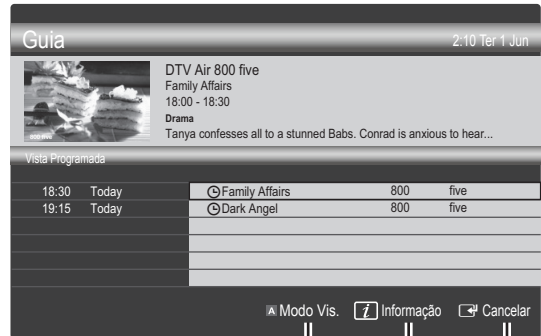 Guia 2:10 Ter 1 Jun
DTV Air 800 five
Family Affairs
18:00 - 18:30
Drama
Tanya confesses all to a stunned Babs. Conrad is anxious to hear...
800 five
Vista Programada
18:30 Today Family Affairs 800 five
19:15 Today Dark Angel 800 five
A Modo Vis. i Informação Cancelar